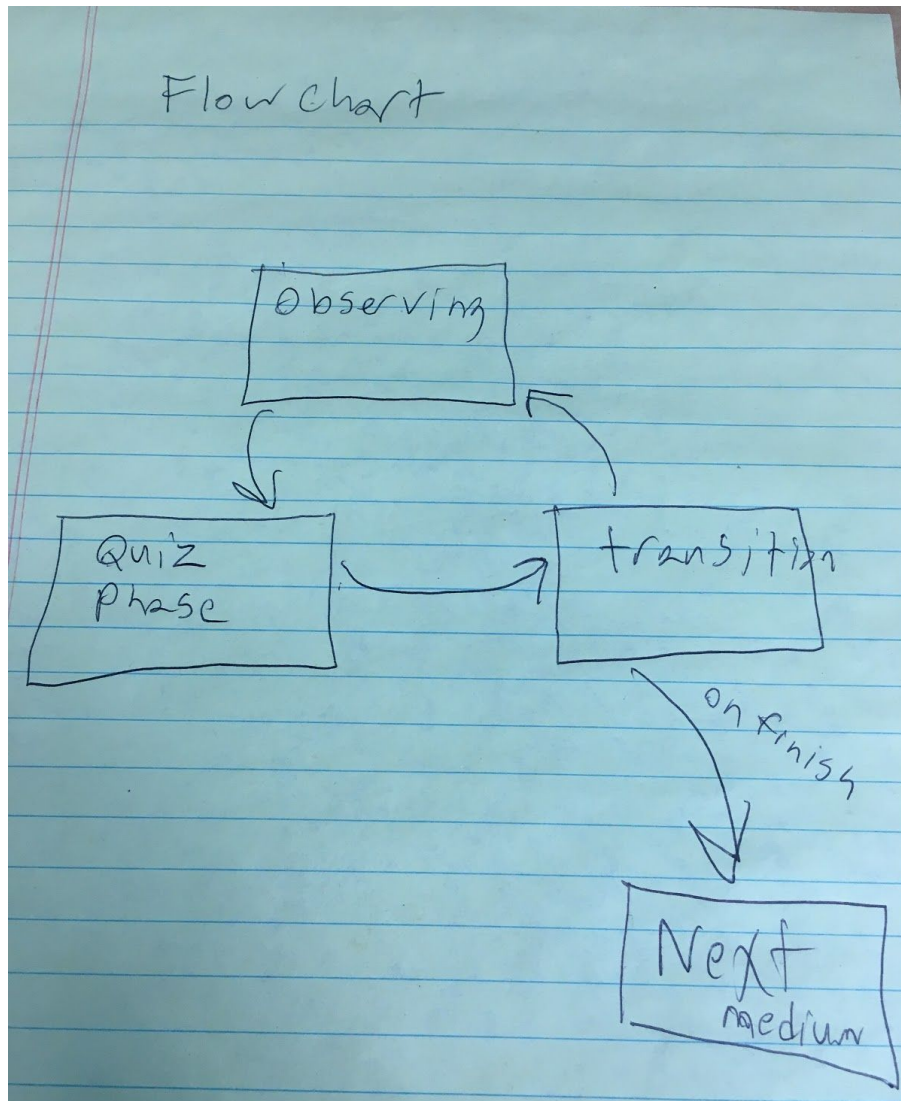 Flow chart
Observing
Quiz
Phase
transition
on finish
Next
medium